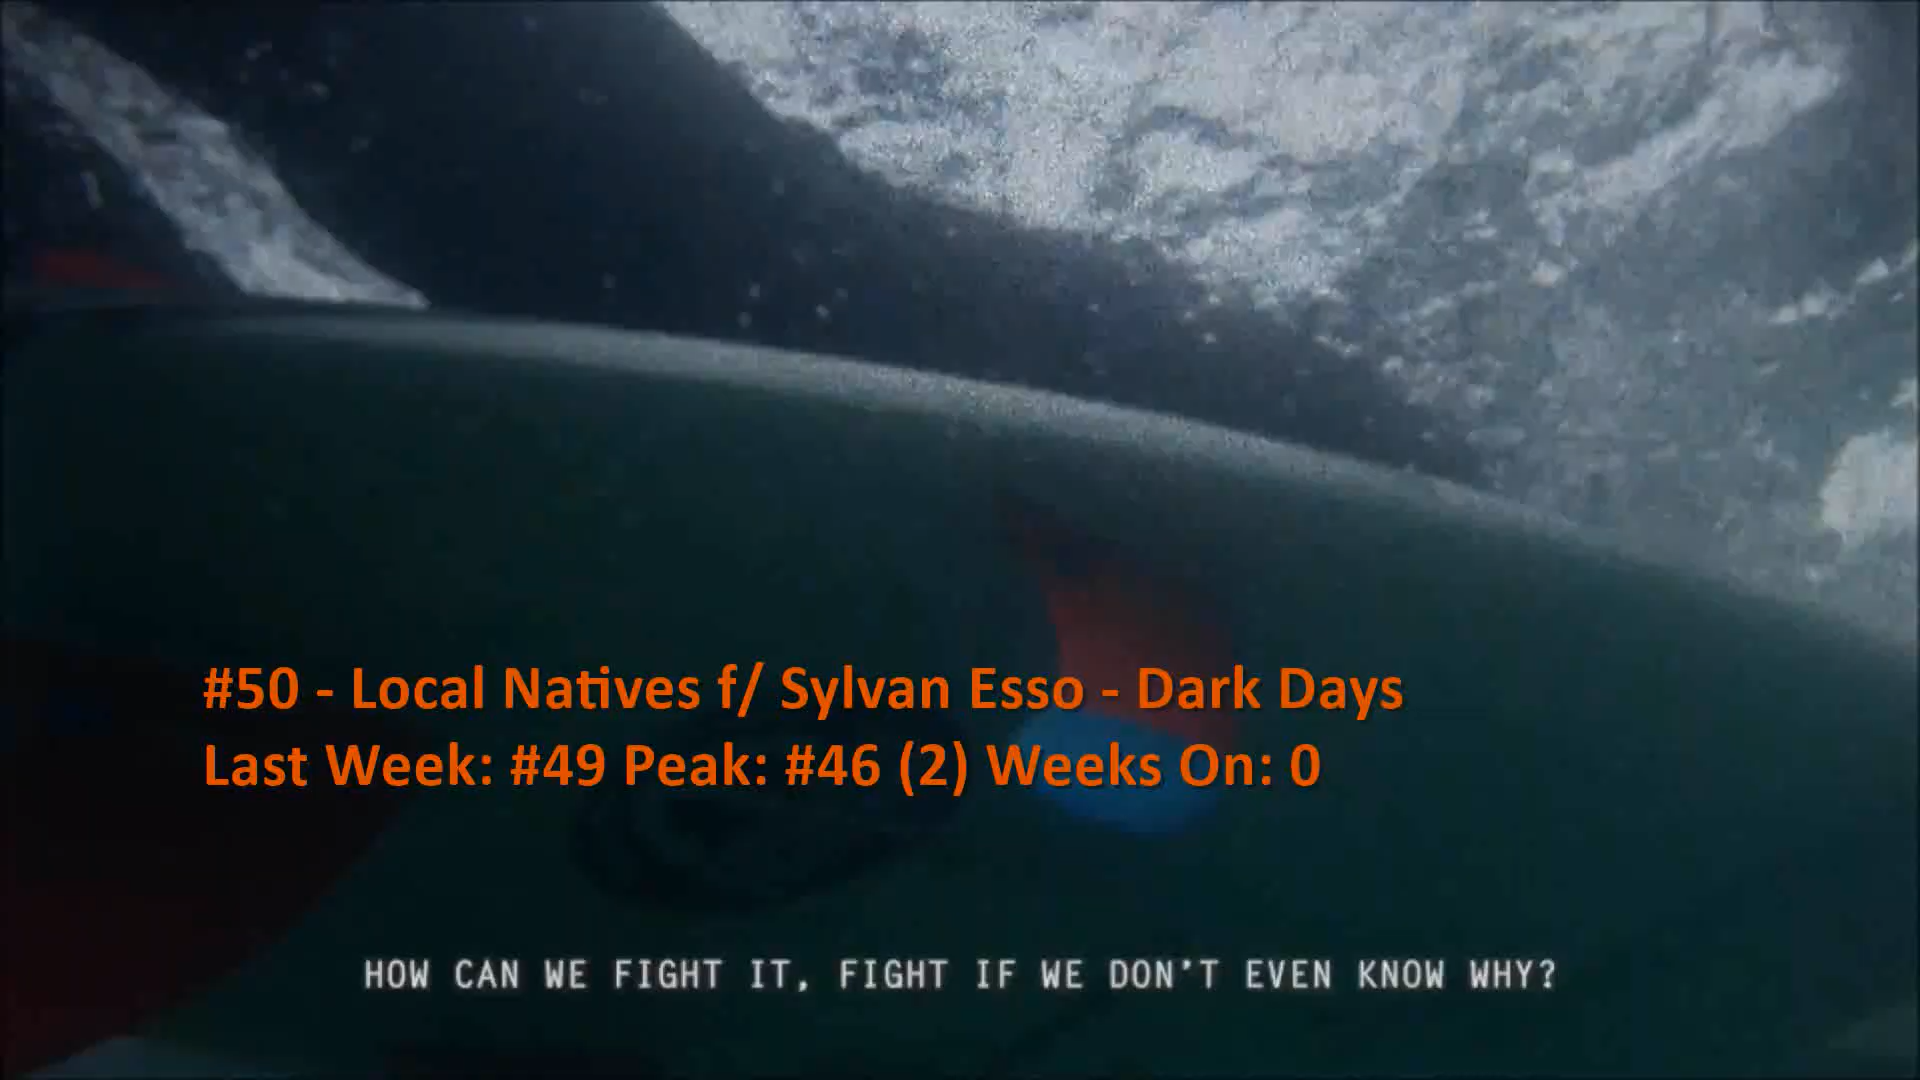 #50 - Local Natives f/ Sylvan Esso - Dark Days
Last Week: #49 Peak: #46 (2) Weeks On: 0
HOW CAN WE FIGHT IT, FIGHT IF WE DON'T EVEN KNOW WHY?